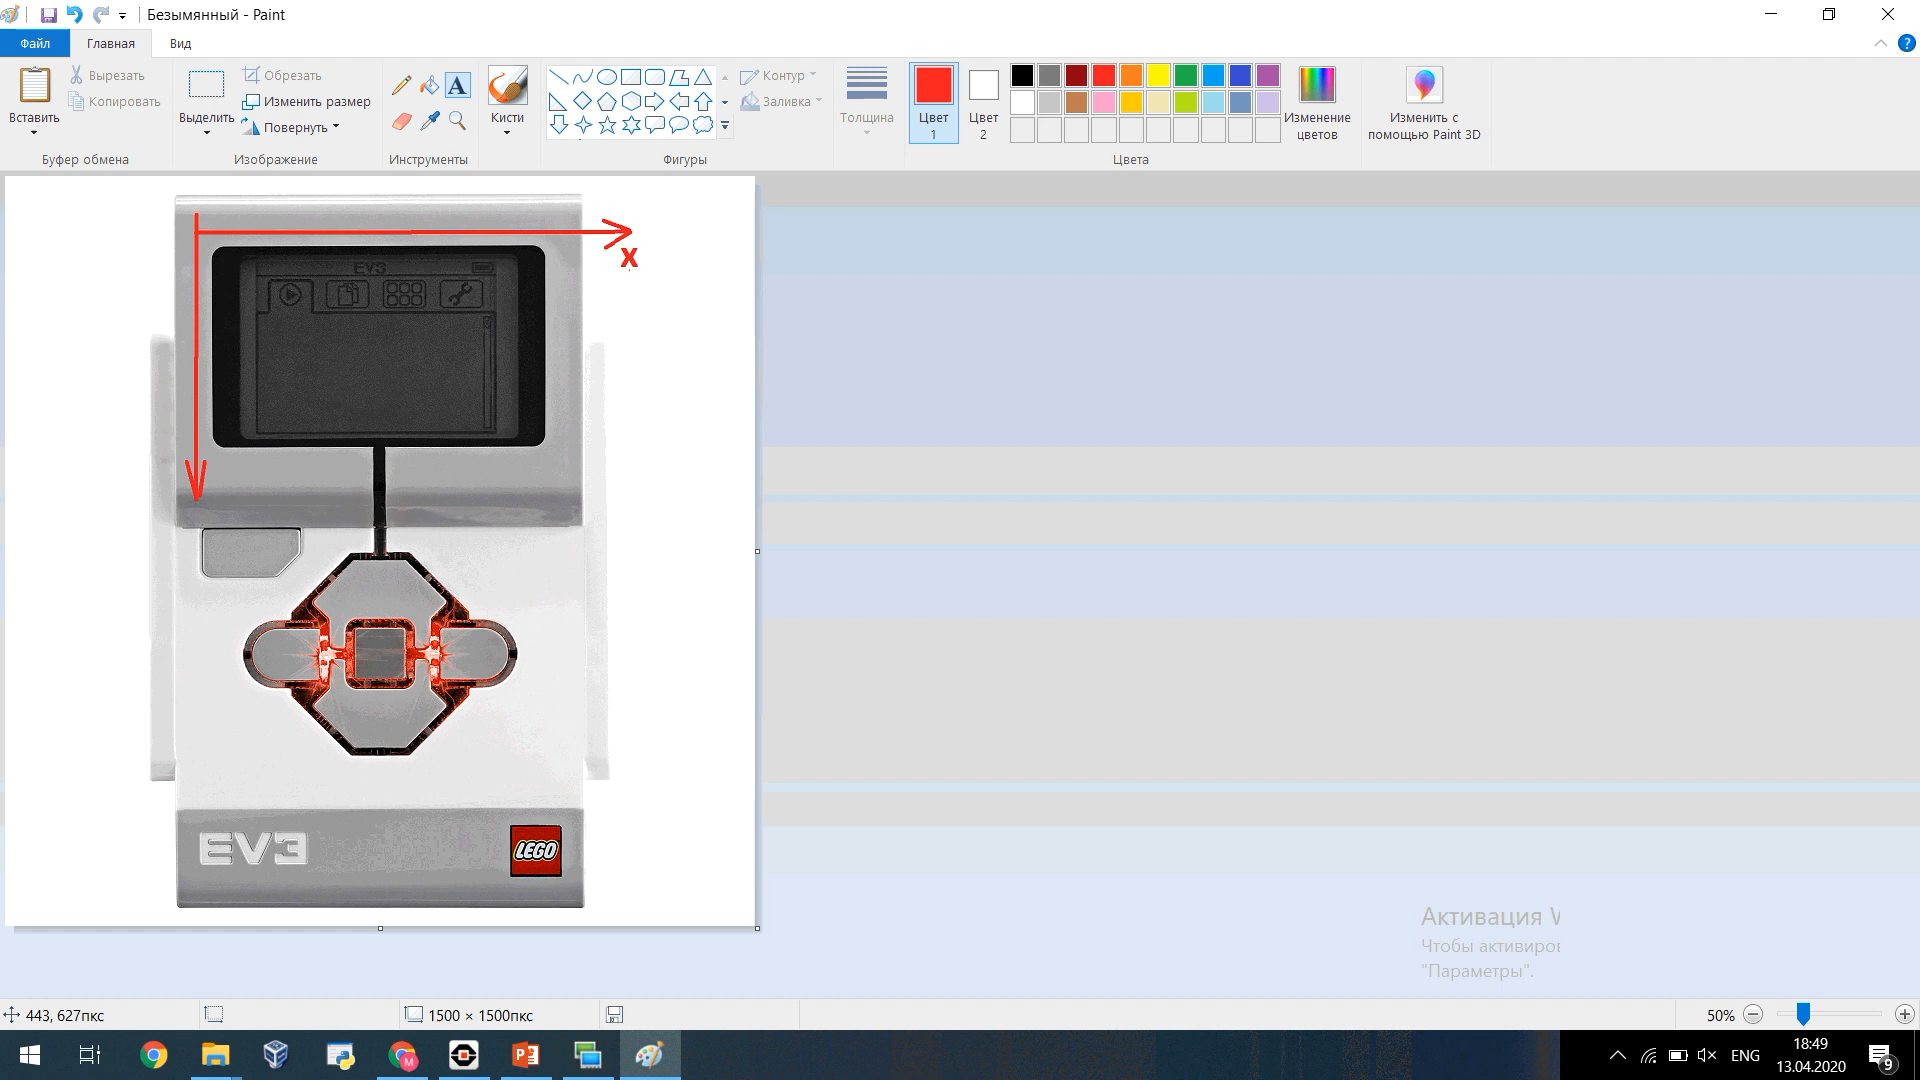 Безымянный - Paint
Файл
Главная
Вид
Вставить
Вырезать
Копировать
Буфер обмена
Выделить
Обрезать
Изменить размер
Повернуть
Изображение
A
Инструменты
Кисти
Фигуры
Контур
Заливка
Толщина
Цвет
1
Цвет
2
Цвета
Изменение
цветов
Изменить с
помощью Paint 3D
x
EV3
EV3
LEGO
Активация
Чтобы активиров
"Параметры".
443, 627пкс
1500 × 1500пкс
50%
M
ENG
18:49
13.04.2020
9